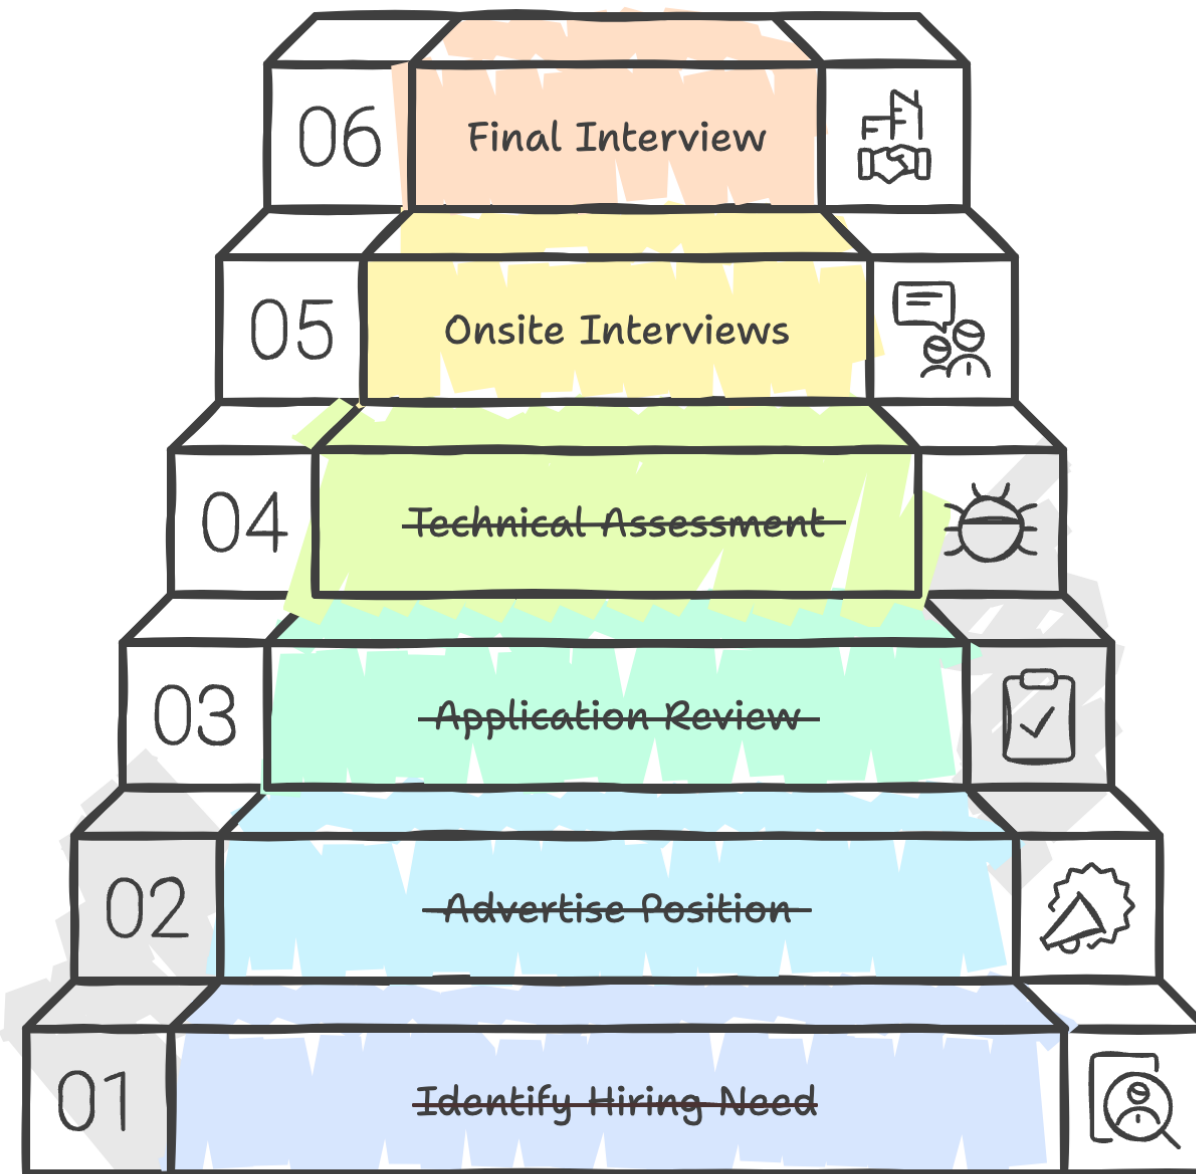 06
Final Interview
05
Onsite Interviews
04
Technical Assessment
03
Application Review
02
Advertise Position
01
Identify Hiring Need